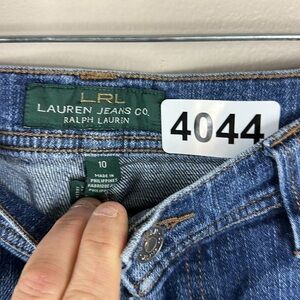 LRL
LAUREN JEANS CO.
RALPH LAUREN
4044
10
MADE IN
PHILIPPINES